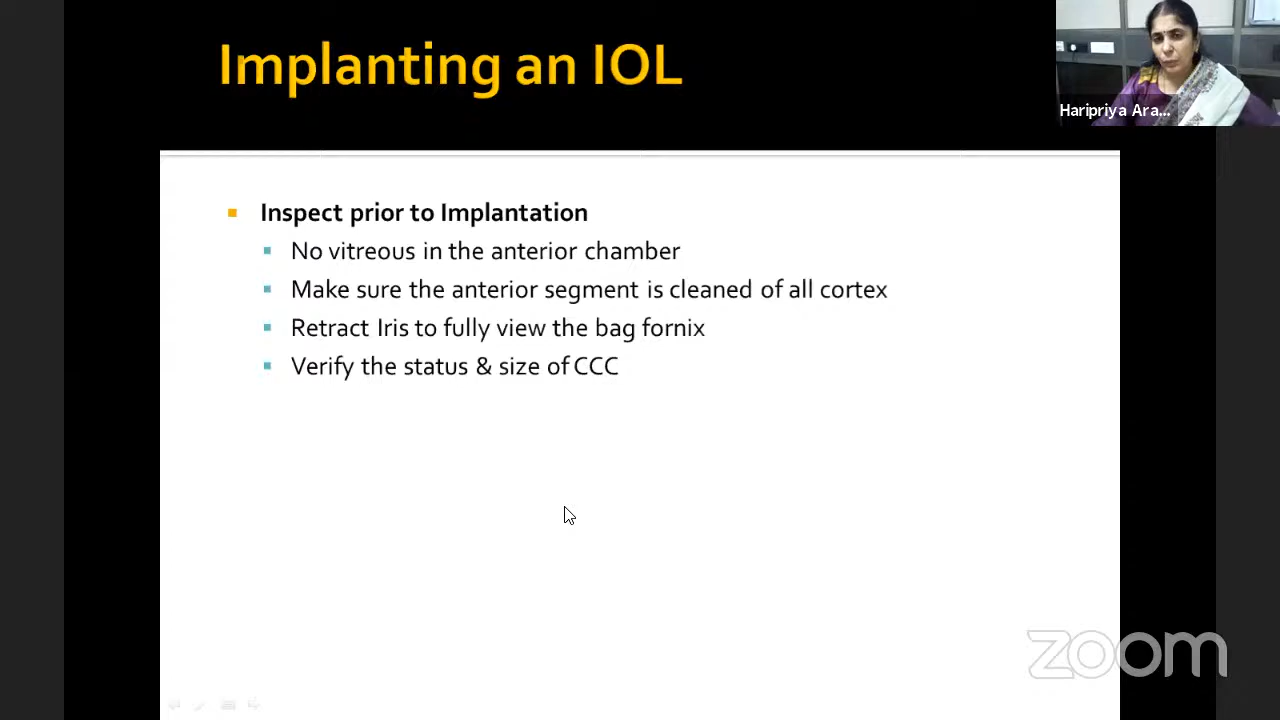 Implanting an IOL
Haripriya Ara...
Inspect prior to Implantation
No vitreous in the anterior chamber
Make sure the anterior segment is cleaned of all cortex
Retract Iris to fully view the bag fornix
Verify the status & size of CCC
zoom